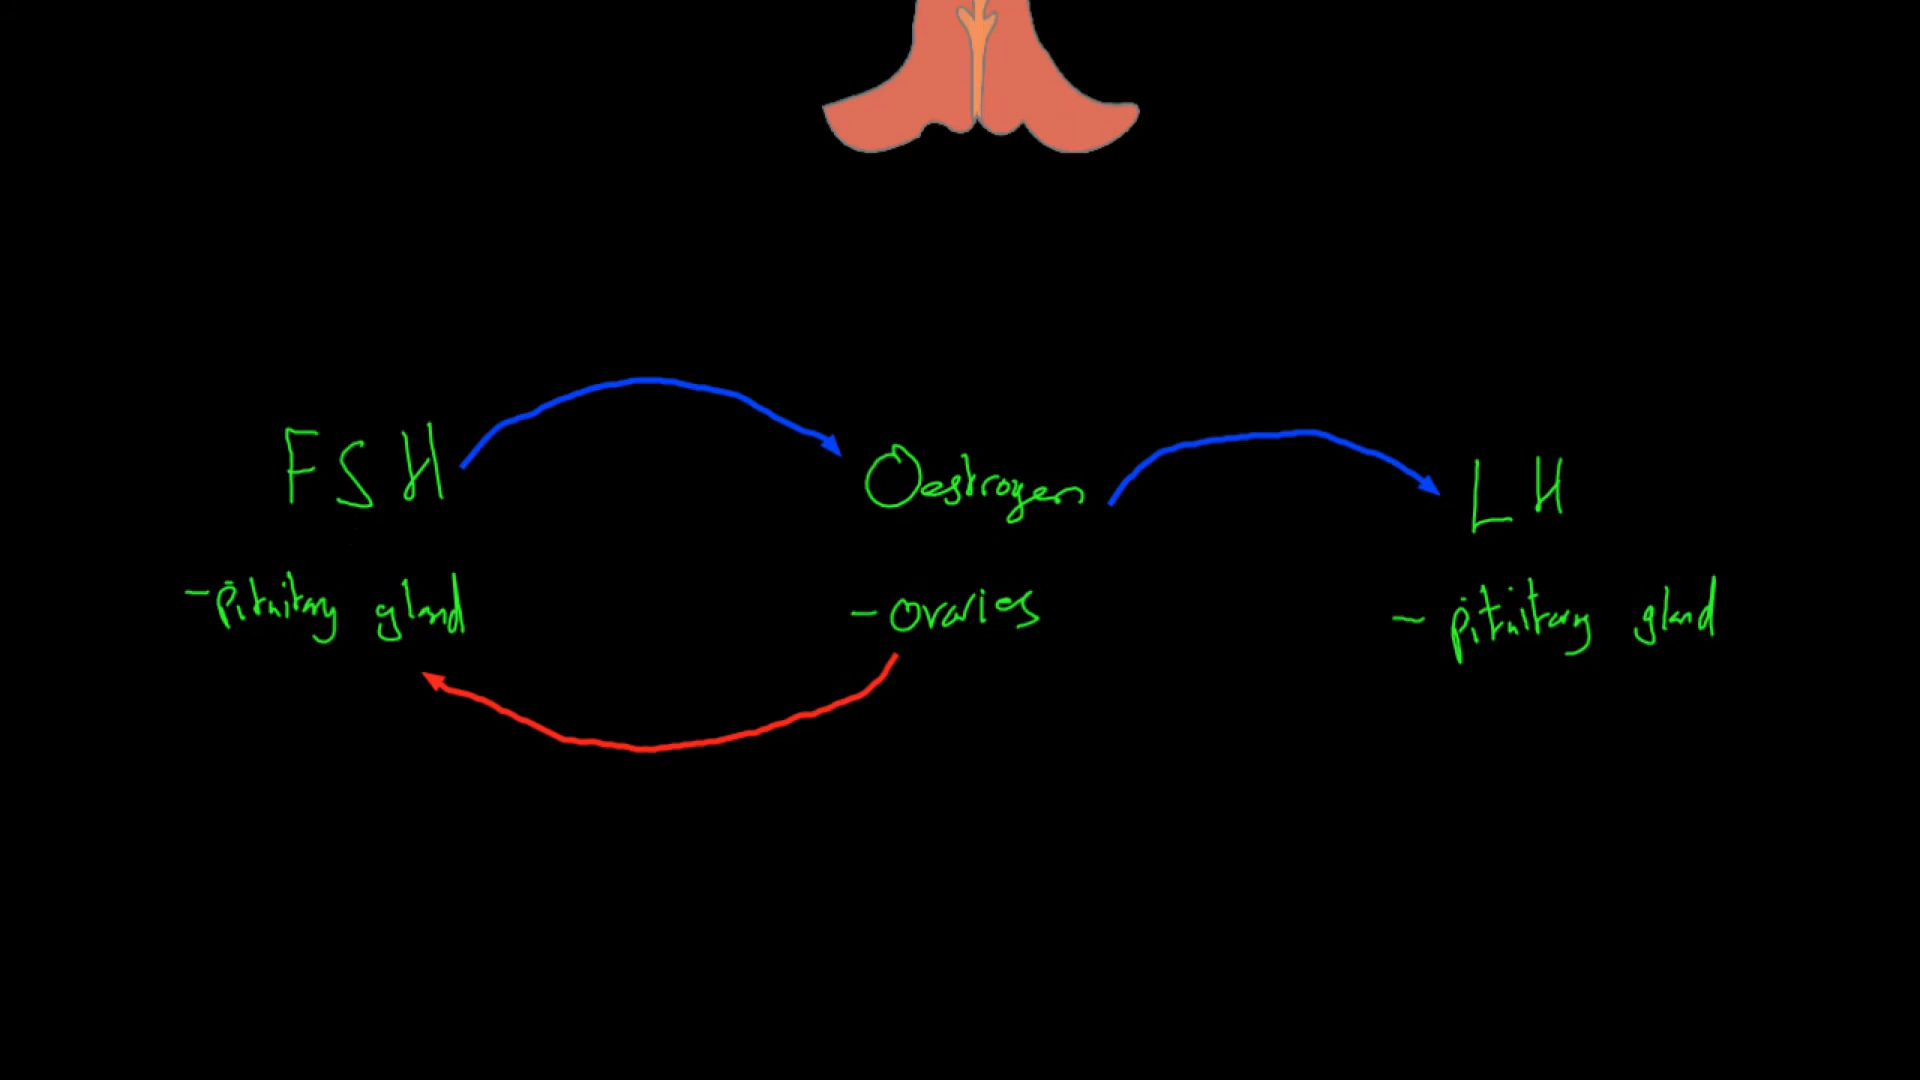 FSH
Oestrogen
LH
- pituitary gland
- ovaries
- pituitary gland